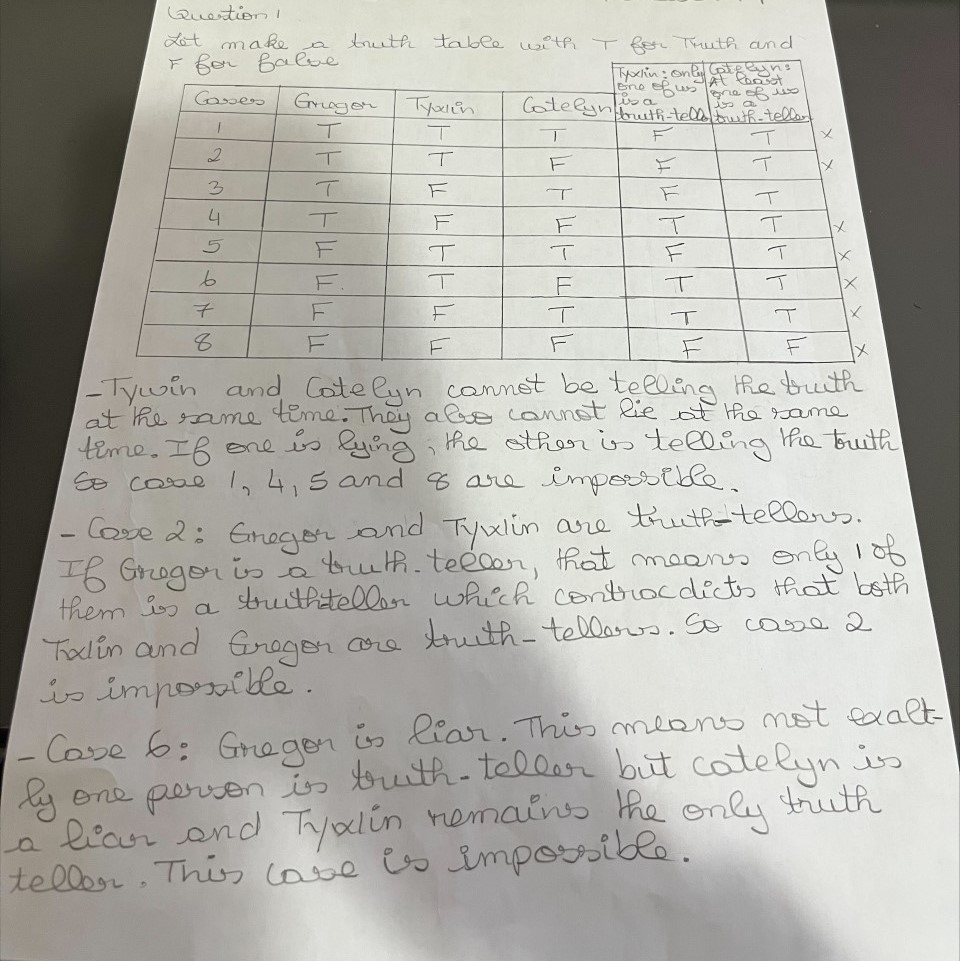 Question 1
Let make a truth table with T for Truth and
F for false
Cases Gregor Tyxlin Catelyn Tyxlin: only one of us is a truth-teller Catelyn: At least one of us is a truth-teller
1 T T T F T x
2 T T F F T x
3 T F T F T
4 T F F T T x
5 F T T F T x
6 F. T F T T x
7 F F T T T x
8 F F F F F x
- Tywin and Catelyn cannot be telling the truth
at the same time. They also cannot lie at the same
time. If one is lying, the other is telling the truth
So case 1, 4, 5 and 8 are impossible.
- Case 2: Gregor and Tyxlin are truth-tellers.
If Gregor is a truth-teller, that means only 1 of
them is a truthteller which contracdicts that both
Txlin and Gregor are truth-tellers. So case 2
is impossible.
- Case 6: Gregor is liar. This means not exalt-
ly one person is truth-teller but catelyn is
a liar and Tyxlin remains the only truth
teller. This case is impossible.